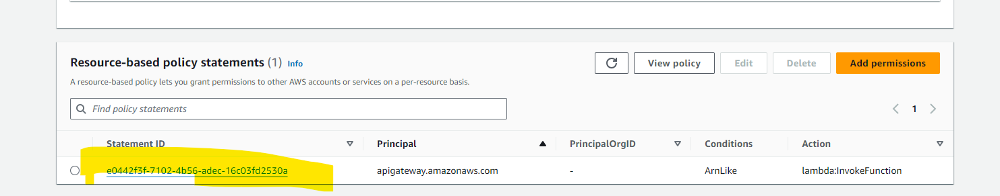 Resource-based policy statements (1) Info
View policy
Edit
Delete
Add permissions
A resource-based policy lets you grant permissions to other AWS accounts or services on a per-resource basis.
Find policy statements
1
Statement ID
Principal
PrincipalOrgID
Conditions
Action
e0442f3f-7102-4b56-adec-16c03fd2530a
apigateway.amazonaws.com
-
ArnLike
lambda:InvokeFunction